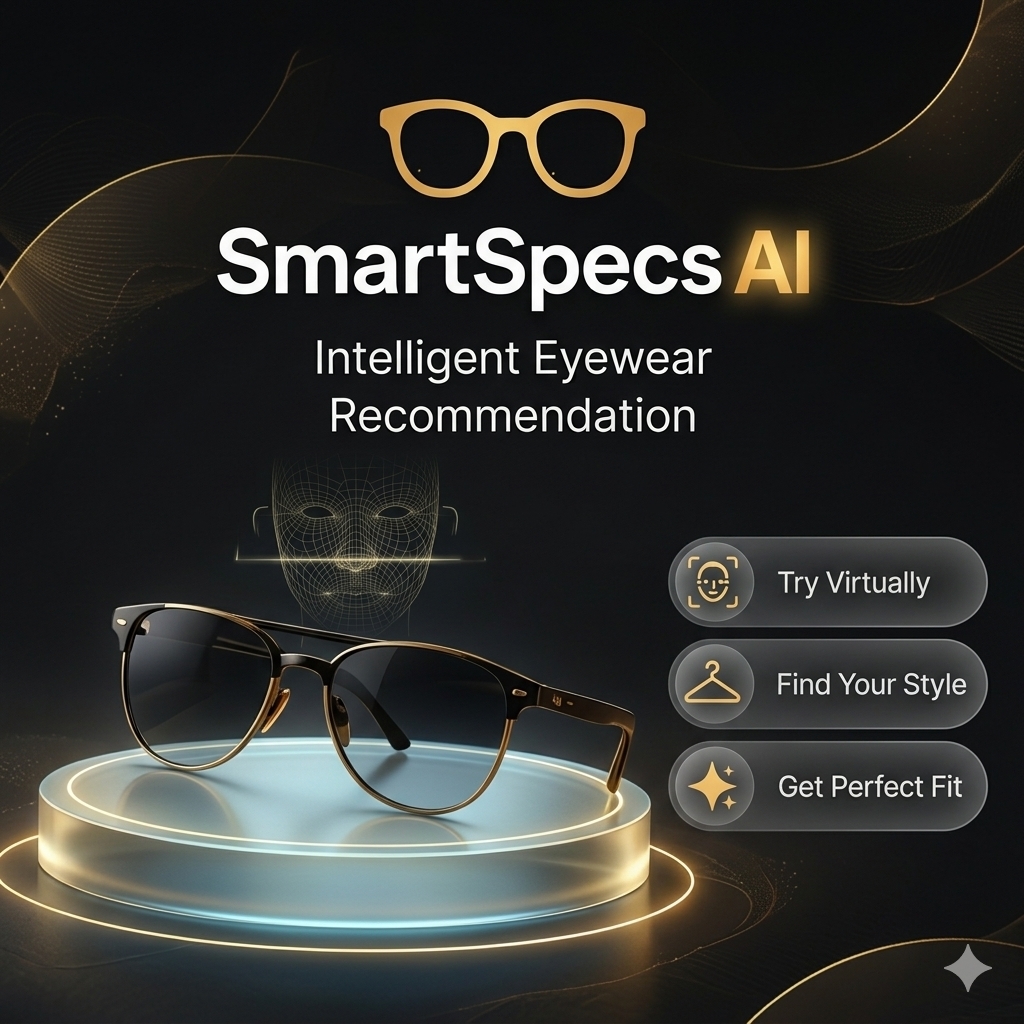 SmartSpecs AI
Intelligent Eyewear
Recommendation
Try Virtually
Find Your Style
Get Perfect Fit